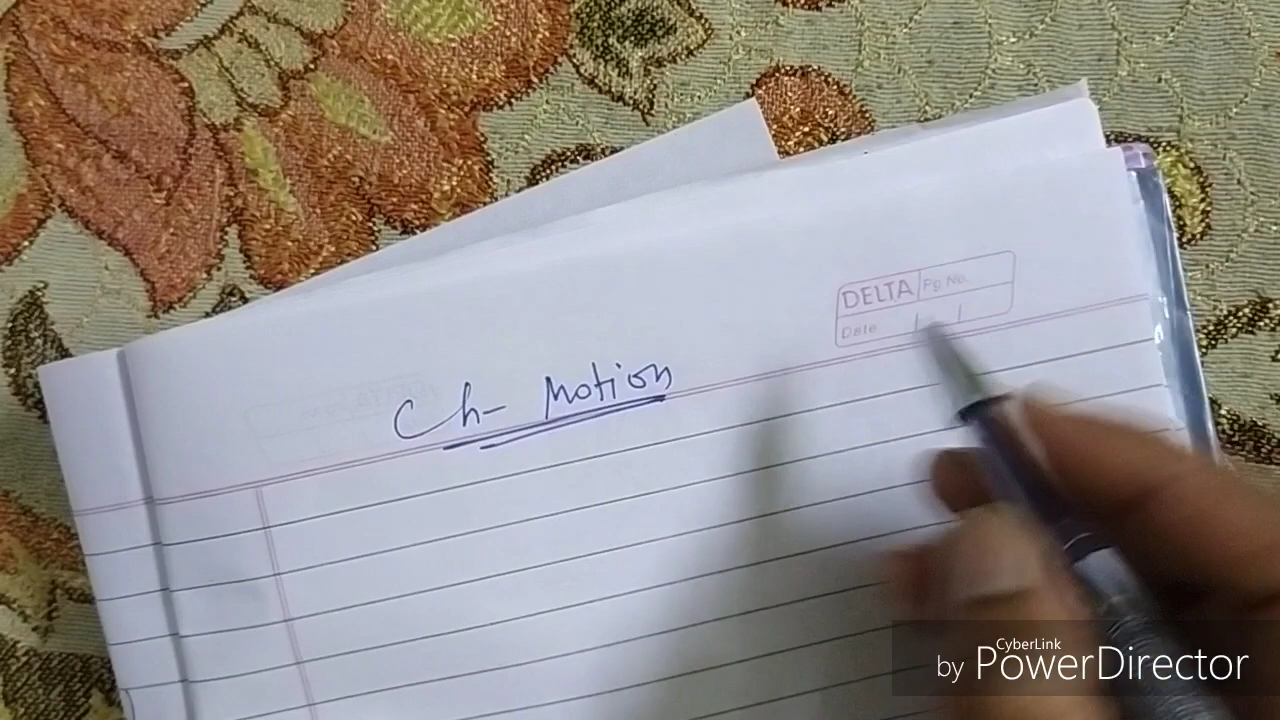 DELTA Pg No.
Date
Ch- Motion
CyberLink
by PowerDirector